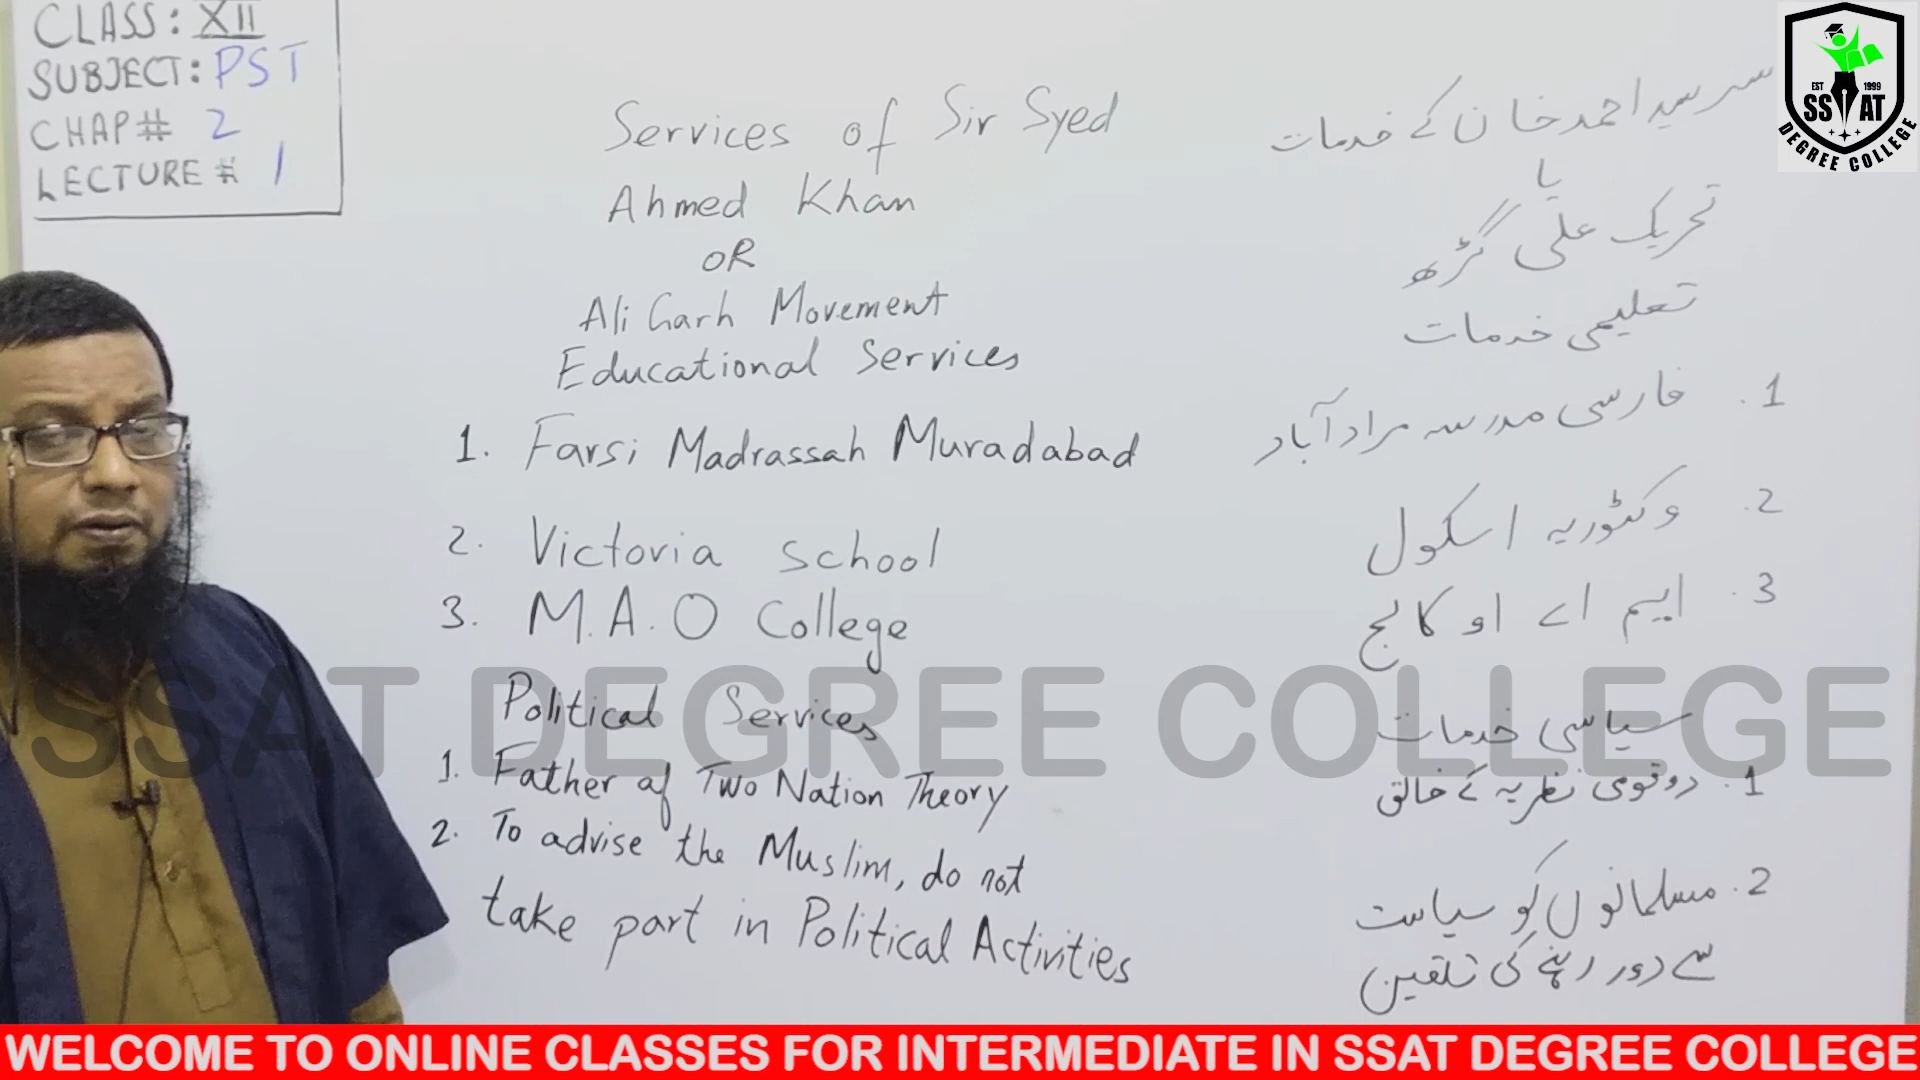 CLASS: XII
SUBJECT: PST
CHAP# 2
LECTURE # 1
Services of Sir Syed
Ahmed Khan
OR
Ali Garh Movement
Educational Services
1. Farsi Madrassah Muradabad
2. Victoria School
3. M.A.O College
Political Services
1. Father of Two Nation Theory
2. To advise the Muslim, do not
take part in Political Activities
سر سید احمد خان کے خدمات
یا
تحریک علی گڑھ
تعلیمی خدمات
1. فارسی مدرسہ مرادآباد
2. وکٹوریہ اسکول
3. ایم اے او کالج
سیاسی خدمات
1. دو قومی نظریہ کے خالق
2. مسلمانوں کو سیاست
سے دور رہنے کی تلقین
EST 1999
SSAT
DEGREE COLLEGE
SSAT DEGREE COLLEGE
WELCOME TO ONLINE CLASSES FOR INTERMEDIATE IN SSAT DEGREE COLLEGE